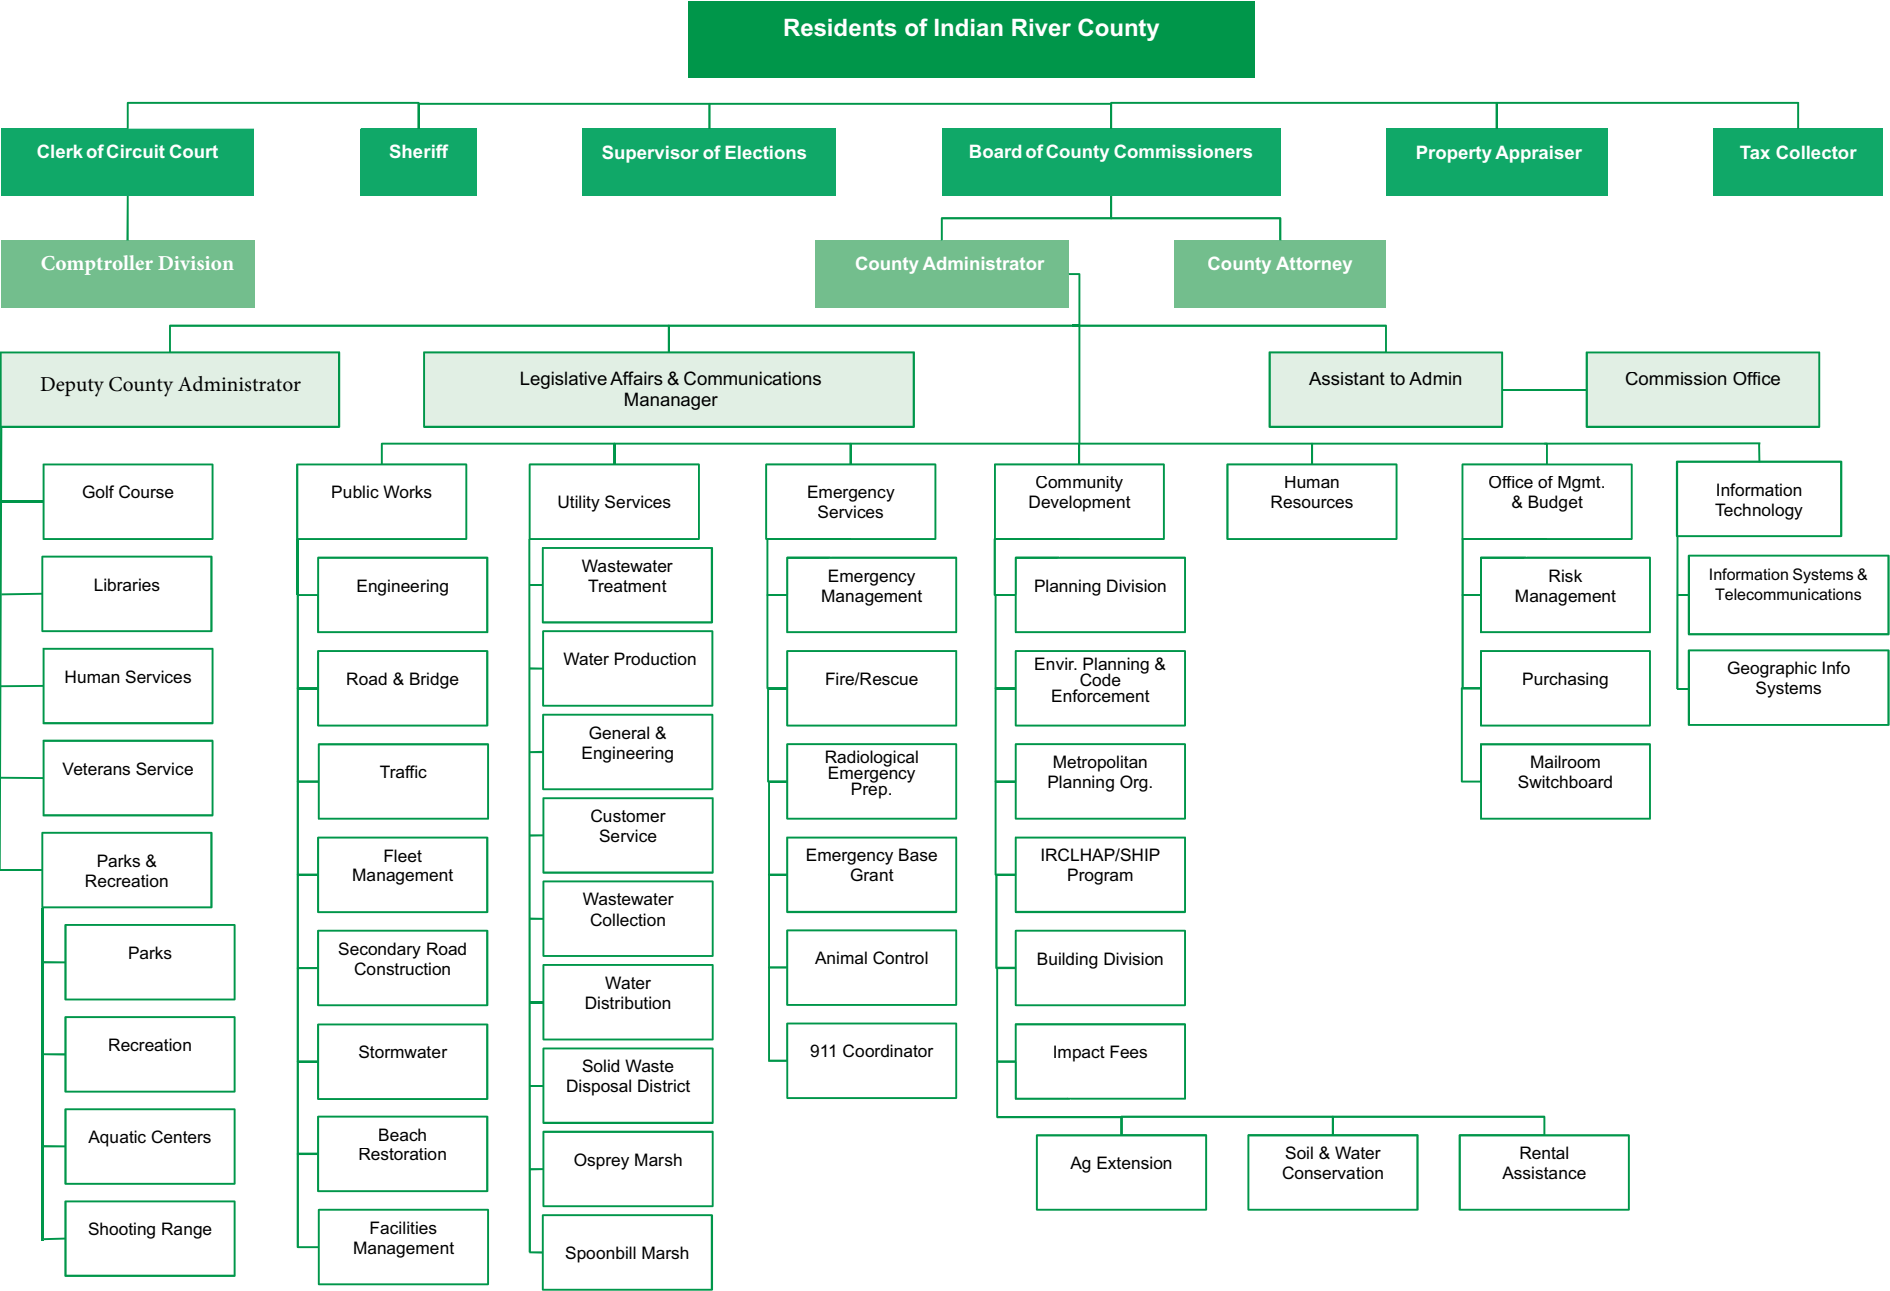 Residents of Indian River County
Clerk of Circuit Court
Sheriff
Supervisor of Elections
Board of County Commissioners
Property Appraiser
Tax Collector
Comptroller Division
County Administrator
County Attorney
Deputy County Administrator
Legislative Affairs & Communications
Mananager
Assistant to Admin
Commission Office
Golf Course
Libraries
Human Services
Veterans Service
Parks &
Recreation
Parks
Recreation
Aquatic Centers
Shooting Range
Public Works
Engineering
Road & Bridge
Traffic
Fleet
Management
Secondary Road
Construction
Stormwater
Beach
Restoration
Facilities
Management
Utility Services
Wastewater
Treatment
Water Production
General &
Engineering
Customer
Service
Wastewater
Collection
Water
Distribution
Solid Waste
Disposal District
Osprey Marsh
Spoonbill Marsh
Emergency
Services
Emergency
Management
Fire/Rescue
Radiological
Emergency
Prep.
Emergency Base
Grant
Animal Control
911 Coordinator
Community
Development
Planning Division
Envir. Planning &
Code
Enforcement
Metropolitan
Planning Org.
IRCLHAP/SHIP
Program
Building Division
Impact Fees
Ag Extension
Soil & Water
Conservation
Rental
Assistance
Human
Resources
Office of Mgmt.
& Budget
Risk
Management
Purchasing
Mailroom
Switchboard
Information
Technology
Information Systems &
Telecommunications
Geographic Info
Systems